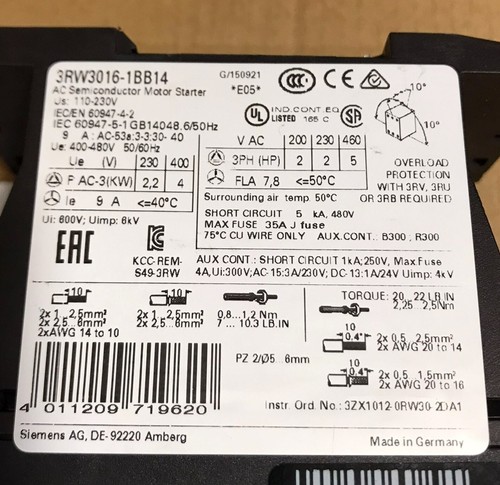 3RW3016-1BB14
G/150921
*E05*
CCC CE
AC Semiconductor Motor Starter
Us: 110-230V
IEC/EN 60947-4-2
IEC 60947-5-1 GB14048.6/50Hz
9 A: AC-53a:3-3:30- 40
Ue: 400-480V 50/60Hz
Ue (V) 230 400
P AC-3(KW) 2,2 4
Ie 9 A <=40°C
Ui: 600V; Uimp: 6kV
UL LISTED IND.CONT.EQ. 165 C
10°
10°
V AC 200 230 460
3PH (HP) 2 2 5
FLA 7,8 <=50°C
Surrounding air temp. 50°C
SHORT CIRCUIT 5 kA, 480V
MAX FUSE 35A J fuse
75°C CU WIRE ONLY AUX.CONT.: B300 ; R300
OVERLOAD
PROTECTION
WITH 3RV, 3RU
OR 3RB REQUIRED
EAC
KCC-REM-
S49-3RW
AUX.CONT.: SHORT CIRCUIT 1kA; 250V, Max.Fuse
4A,Ui:300V; AC-15:3A/230V; DC-13:1A/24V Uimp: 4kV
10
2x 1...2,5mm²
2x 2,5...6mm²
2xAWG 14 to 10
10
2x 1...2,5mm²
2x 2,5...6mm²
0,8...1,2 Nm
7 ... 10.3 LB.IN
PZ 2/Ø5...6mm
TORQUE: 20...22 LB.IN
2,25...2,5Nm
10
0.4"
2x 0,5...2,5mm²
2x AWG 20 to 14
10
0.4"
2x 0,5...1,5mm²
2x AWG 20 to 16
4 011209 719620
Instr. Ord. No.: 3ZX1012-0RW30-2DA1
Siemens AG, DE-92220 Amberg
Made in Germany